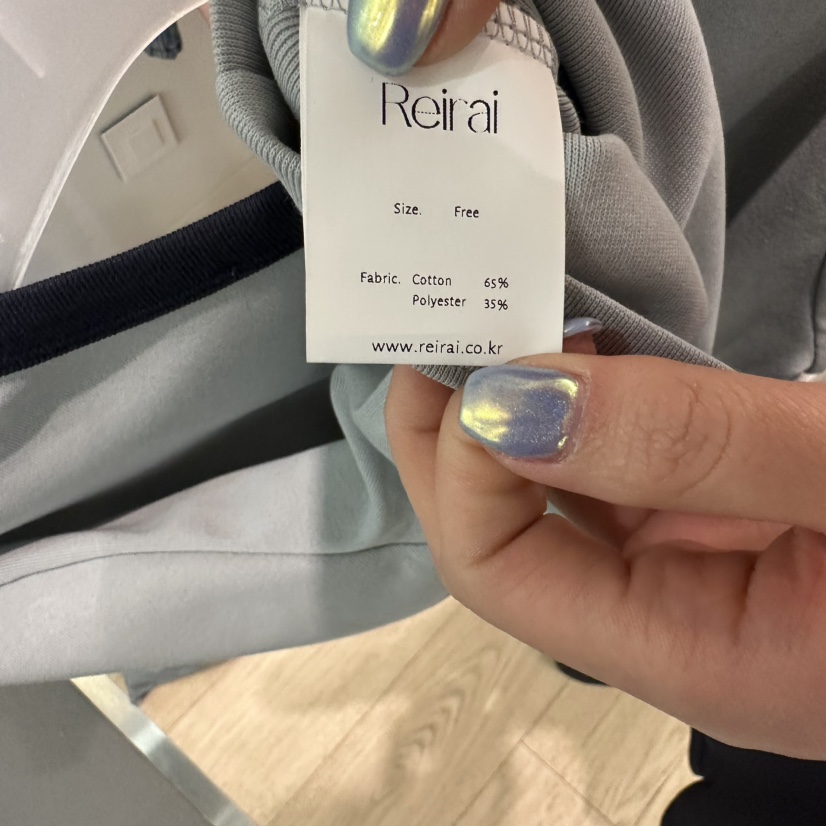 Reirai
Size. Free
Fabric. Cotton 65%
Polyester 35%
www.reirai.co.kr